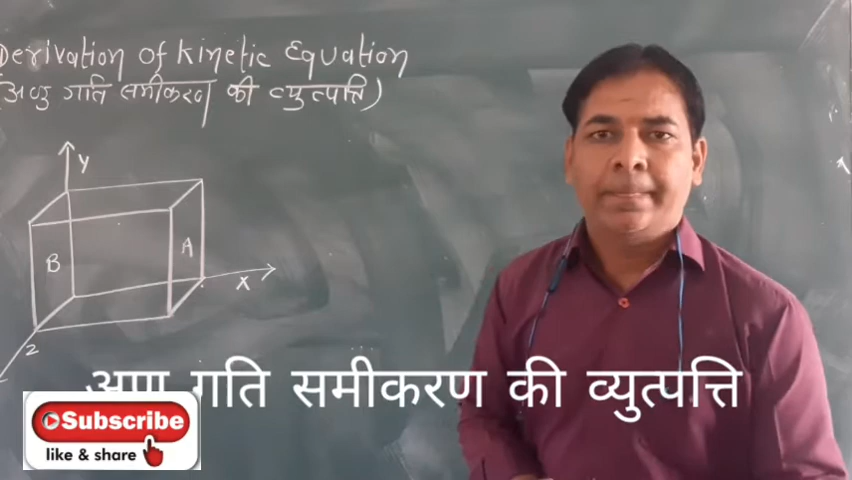 Derivation of Kinetic Equation
(अणु गति समीकरण की व्युत्पत्ति)
Y
B
A
X
Z
अणु गति समीकरण की व्युत्पत्ति
Subscribe
like & share